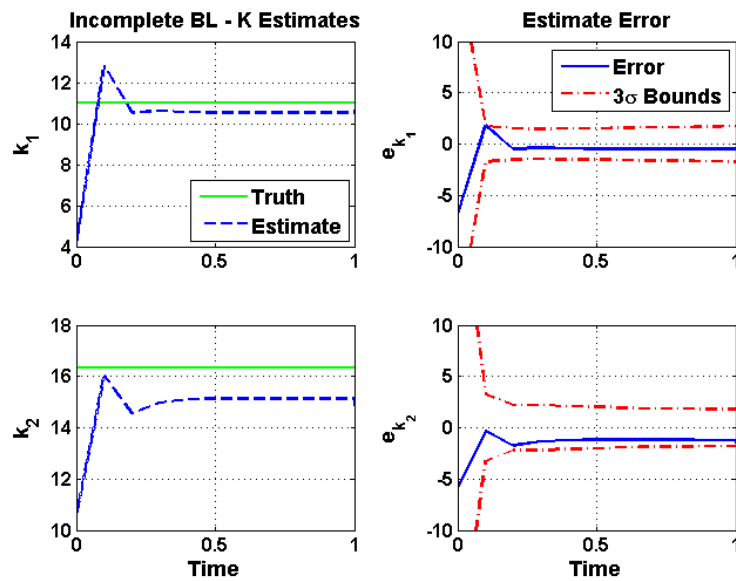 Incomplete BL - K Estimates
14
12
10
8
6
4
k1
Truth
Estimate
0
0.5
1
Estimate Error
10
5
0
-5
-10
ek1
Error
3σ Bounds
0
0.5
1
18
16
14
12
10
k2
0
0.5
1
Time
10
5
0
-5
-10
ek2
0
0.5
1
Time